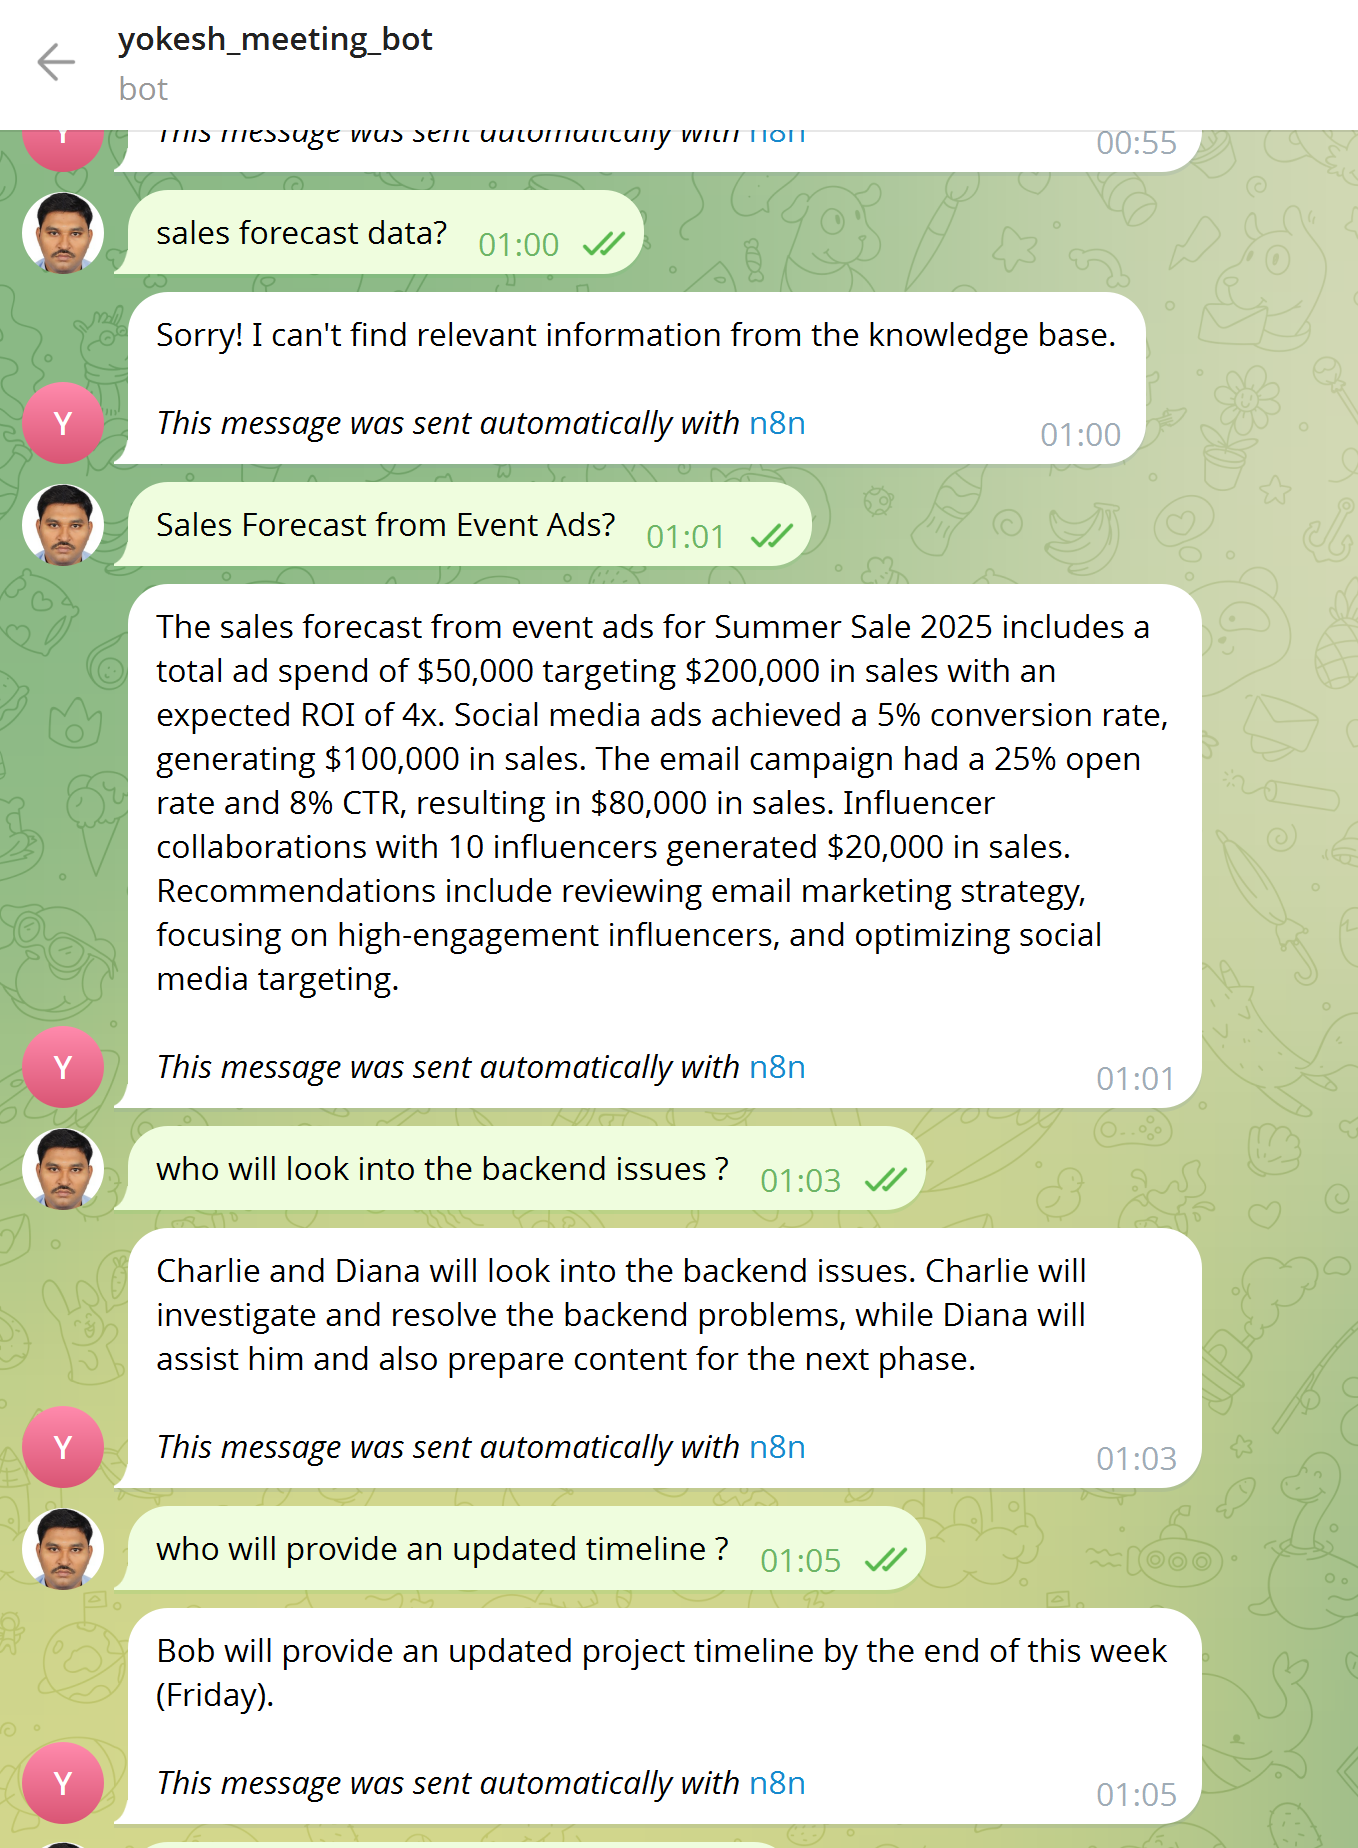 yokesh_meeting_bot
bot
This message was sent automatically with n8n
00:55
sales forecast data?
01:00
Sorry! I can't find relevant information from the knowledge base.
Y
This message was sent automatically with n8n
01:00
Sales Forecast from Event Ads?
01:01
The sales forecast from event ads for Summer Sale 2025 includes a
total ad spend of $50,000 targeting $200,000 in sales with an
expected ROI of 4x. Social media ads achieved a 5% conversion rate,
generating $100,000 in sales. The email campaign had a 25% open
rate and 8% CTR, resulting in $80,000 in sales. Influencer
collaborations with 10 influencers generated $20,000 in sales.
Recommendations include reviewing email marketing strategy,
focusing on high-engagement influencers, and optimizing social
media targeting.
Y
This message was sent automatically with n8n
01:01
who will look into the backend issues ?
01:03
Charlie and Diana will look into the backend issues. Charlie will
investigate and resolve the backend problems, while Diana will
assist him and also prepare content for the next phase.
Y
This message was sent automatically with n8n
01:03
who will provide an updated timeline ?
01:05
Bob will provide an updated project timeline by the end of this week
(Friday).
Y
This message was sent automatically with n8n
01:05